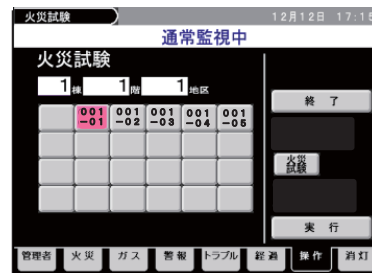 火災試験 12月12日 17:15
通常監視中
火災試験
1棟 1階 1地区
001-01 001-02 001-03 001-04 001-05
終了
火災試験
実行
管理者 火災 ガス 警報 トラブル 経過 操作 消灯